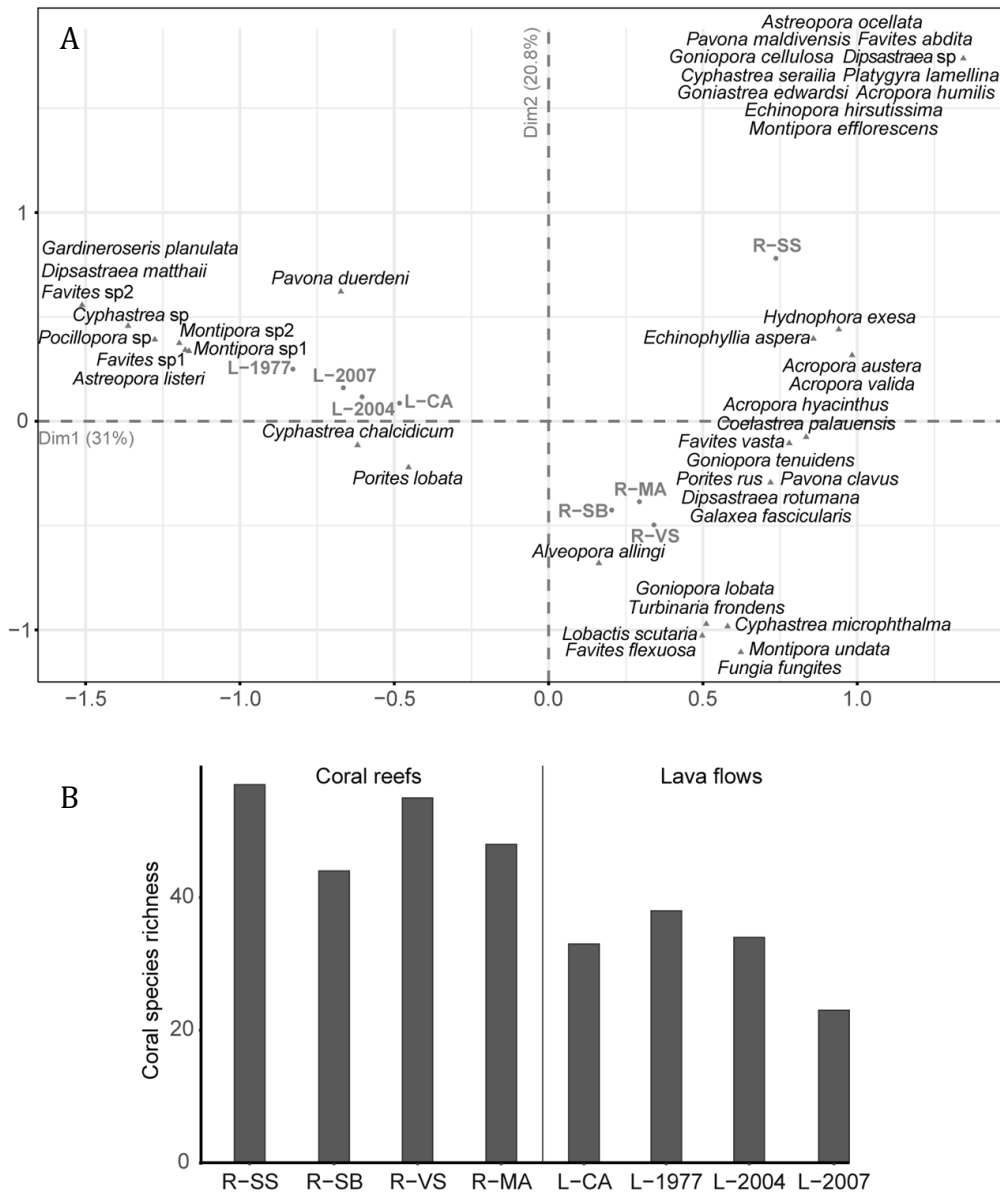 A
Dim2 (20.8%)
Astreopora ocellata
Pavona maldivensis Favites abdita
Goniopora cellulosa Dipsastraea sp
Cyphastrea serailia Platygyra lamellina
Goniastrea edwardsi Acropora humilis
Echinopora hirsutissima
Montipora efflorescens
1
Gardineroseris planulata
Dipsastraea matthaii
Favites sp2
Cyphastrea sp
Pocillopora sp
Montipora sp2
Favites sp1
Montipora sp1
Astreopora listeri
Pavona duerdeni
L-1977
L-2007
L-2004
L-CA
R-SS
Hydnophora exesa
Echinophyllia aspera
Acropora austera
Acropora valida
Acropora hyacinthus
0
Dim1 (31%)
Cyphastrea chalcidicum
Porites lobata
Coelastrea palauensis
Favites vasta
Goniopora tenuidens
Porites rus
Pavona clavus
Dipsastraea rotumana
Galaxea fascicularis
R-MA
R-SB
R-VS
Alveopora allingi
Goniopora lobata
Turbinaria frondens
−1
Cyphastrea microphthalma
Lobactis scutaria
Favites flexuosa
Montipora undata
Fungia fungites
−1.5 −1.0 −0.5 0.0 0.5 1.0
B
Coral reefs
Lava flows
Coral species richness
40
20
0
R−SS R−SB R−VS R−MA L−CA L−1977 L−2004 L−2007